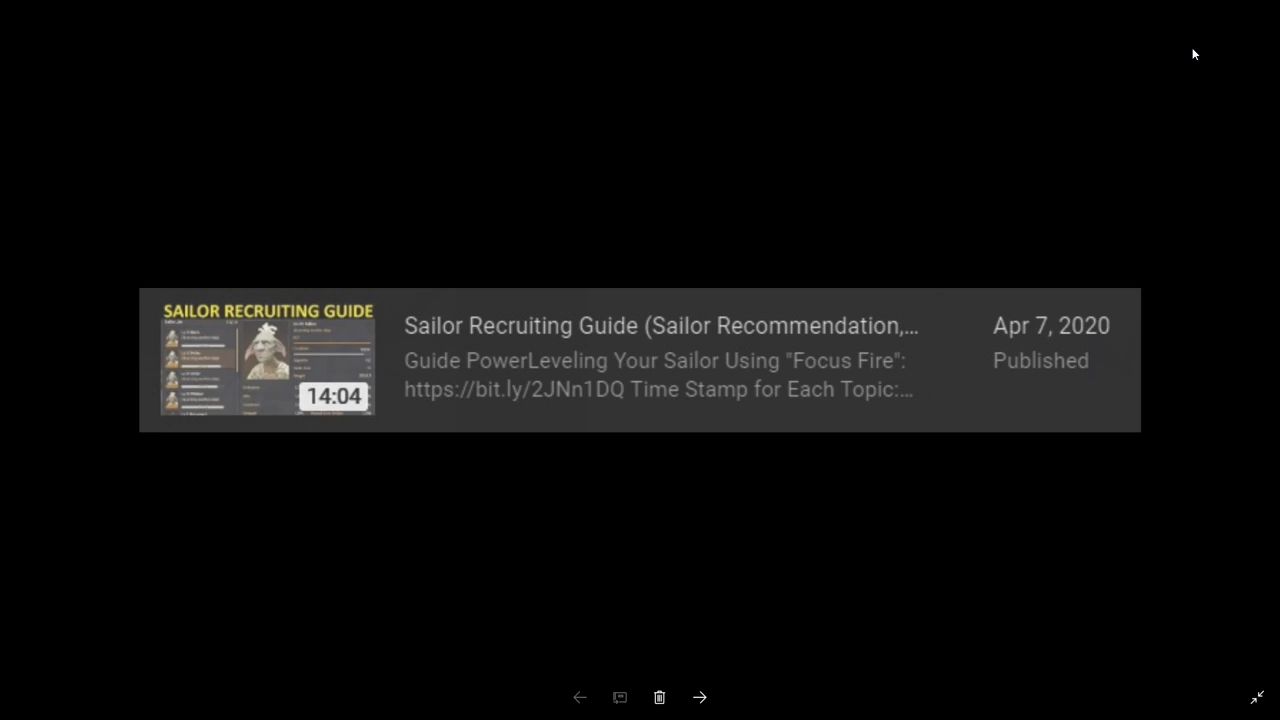 SAILOR RECRUITING GUIDE
14:04
Sailor Recruiting Guide (Sailor Recommendation,...
Guide PowerLeveling Your Sailor Using "Focus Fire":
https://bit.ly/2JNn1DQ Time Stamp for Each Topic:...
Apr 7, 2020
Published